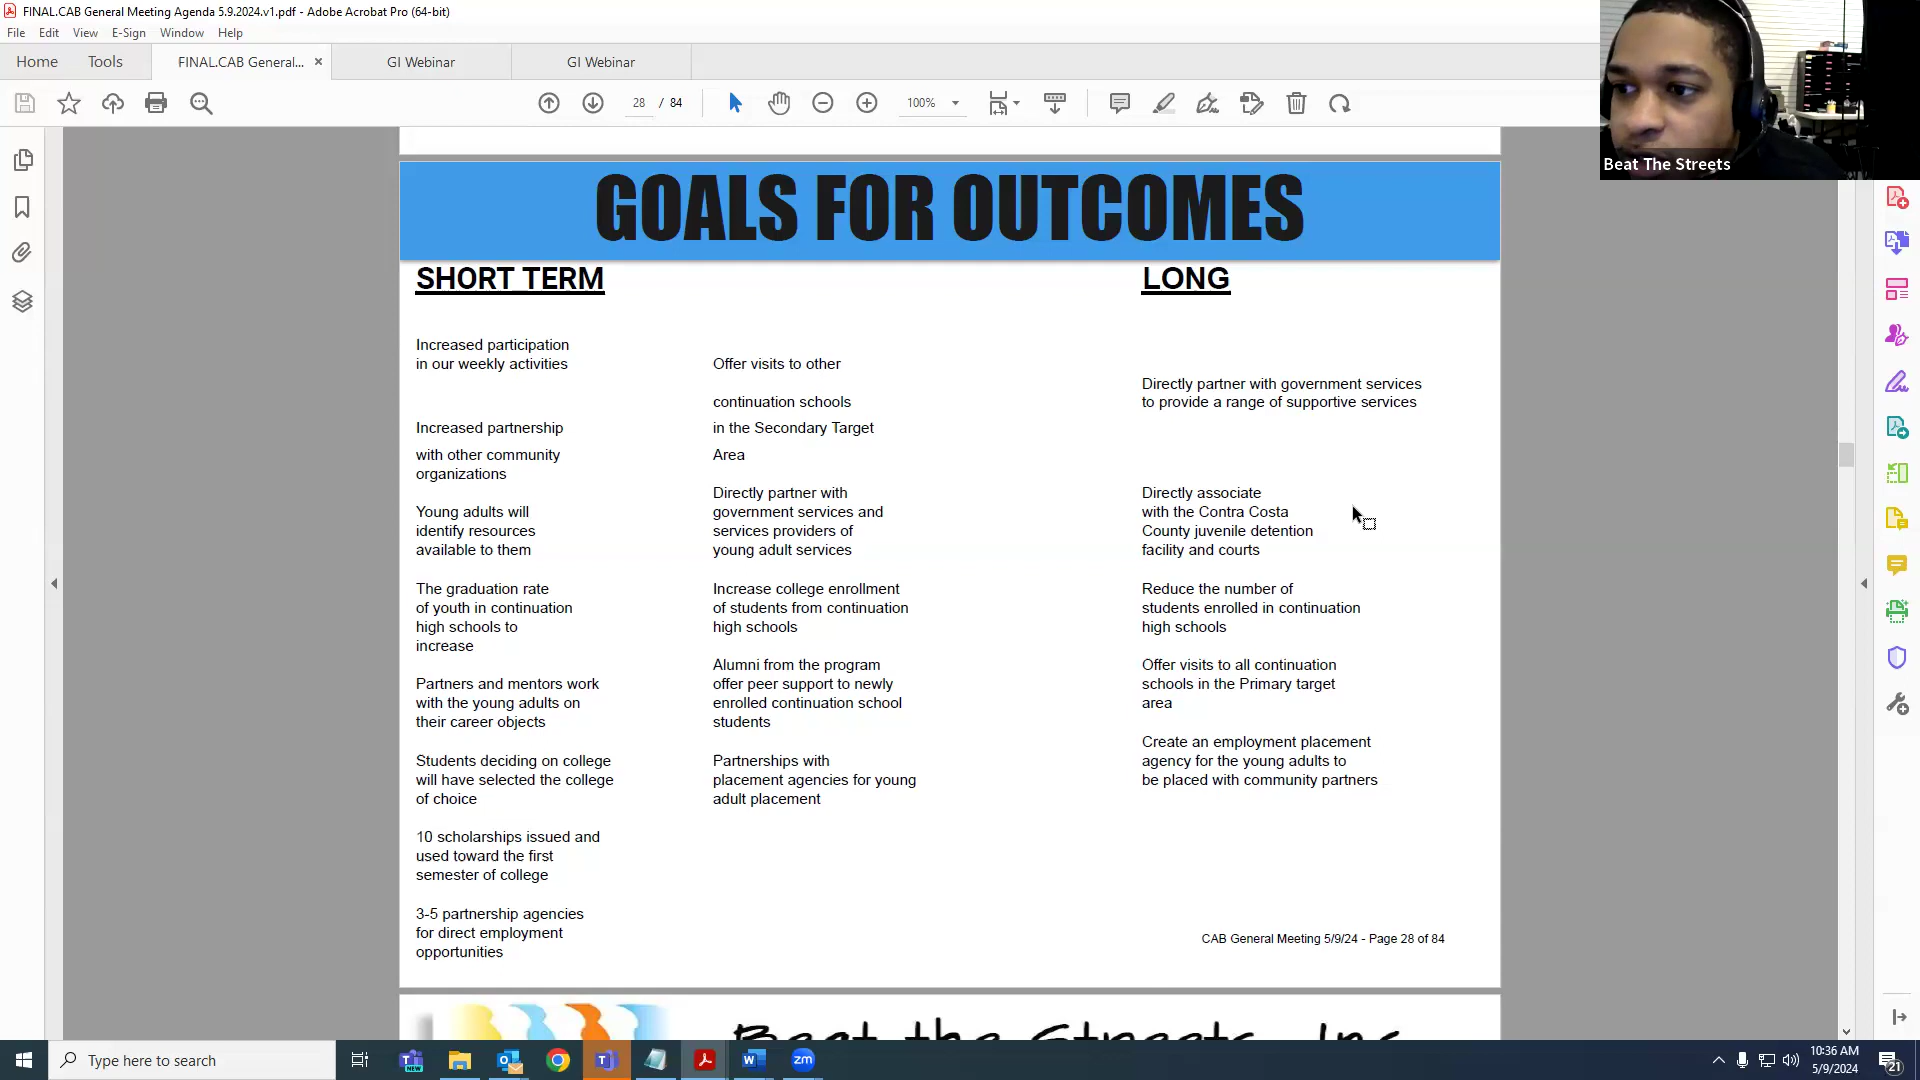 FINAL.CAB General Meeting Agenda 5.9.2024.v1.pdf - Adobe Acrobat Pro (64-bit)
File Edit View E-Sign Window Help
Home Tools FINAL.CAB General... × GI Webinar GI Webinar
28 / 84 100%
Beat The Streets
GOALS FOR OUTCOMES
SHORT TERM
Increased participation
in our weekly activities
Increased partnership
with other community
organizations
Young adults will
identify resources
available to them
The graduation rate
of youth in continuation
high schools to
increase
Partners and mentors work
with the young adults on
their career objects
Students deciding on college
will have selected the college
of choice
10 scholarships issued and
used toward the first
semester of college
3-5 partnership agencies
for direct employment
opportunities
Offer visits to other
continuation schools
in the Secondary Target
Area
Directly partner with
government services and
services providers of
young adult services
Increase college enrollment
of students from continuation
high schools
Alumni from the program
offer peer support to newly
enrolled continuation school
students
Partnerships with
placement agencies for young
adult placement
LONG
Directly partner with government services
to provide a range of supportive services
Directly associate
with the Contra Costa
County juvenile detention
facility and courts
Reduce the number of
students enrolled in continuation
high schools
Offer visits to all continuation
schools in the Primary target
area
Create an employment placement
agency for the young adults to
be placed with community partners
CAB General Meeting 5/9/24 - Page 28 of 84
Beat the Streets, Inc
Type here to search
NEW
zm
10:36 AM
5/9/2024
21